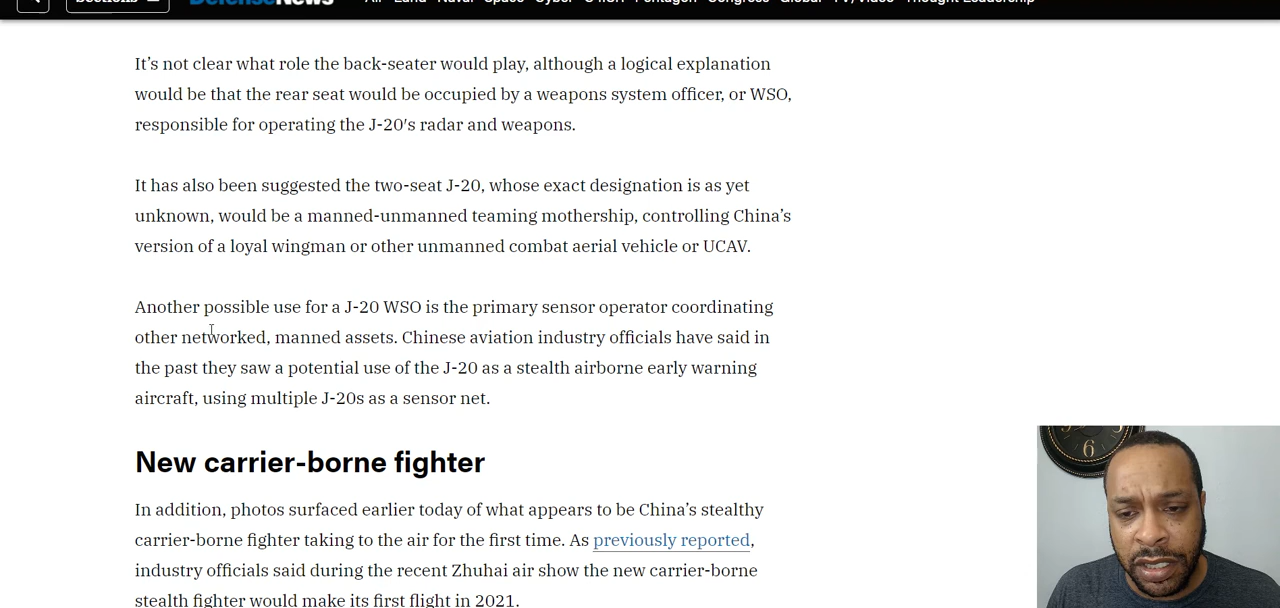 Sections
DefenseNews
All Land Naval Space Cyber C4ISR Pentagon Congress Global TV/Video Thought Leadership
It’s not clear what role the back-seater would play, although a logical explanation
would be that the rear seat would be occupied by a weapons system officer, or WSO,
responsible for operating the J-20′s radar and weapons.
It has also been suggested the two-seat J-20, whose exact designation is as yet
unknown, would be a manned-unmanned teaming mothership, controlling China’s
version of a loyal wingman or other unmanned combat aerial vehicle or UCAV.
Another possible use for a J-20 WSO is the primary sensor operator coordinating
other networked, manned assets. Chinese aviation industry officials have said in
the past they saw a potential use of the J-20 as a stealth airborne early warning
aircraft, using multiple J-20s as a sensor net.
New carrier-borne fighter
In addition, photos surfaced earlier today of what appears to be China’s stealthy
carrier-borne fighter taking to the air for the first time. As previously reported,
industry officials said during the recent Zhuhai air show the new carrier-borne
stealth fighter would make its first flight in 2021.
6